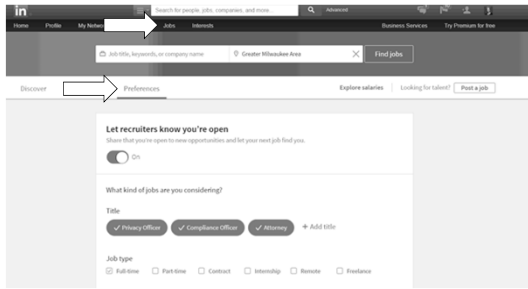 in
Search for people, jobs, companies, and more...
Advanced
Home Profile My Netwo Jobs Interests Business Services Try Premium for free
Job title, keywords, or company name Greater Milwaukee Area Find jobs
Discover Preferences Explore salaries Looking for talent? Post a job
Let recruiters know you're open
Share that you're open to new opportunities and let your next job find you.
On
What kind of jobs are you considering?
Title
Privacy Officer Compliance Officer Attorney + Add title
Job type
Full-time Part-time Contract Internship Remote Freelance